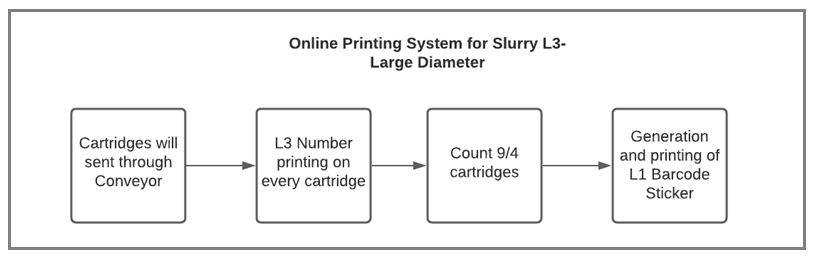 Online Printing System for Slurry L3-
Large Diameter
Cartridges will
sent through
Conveyor
L3 Number
printing on
every cartridge
Count 9/4
cartridges
Generation
and printing of
L1 Barcode
Sticker